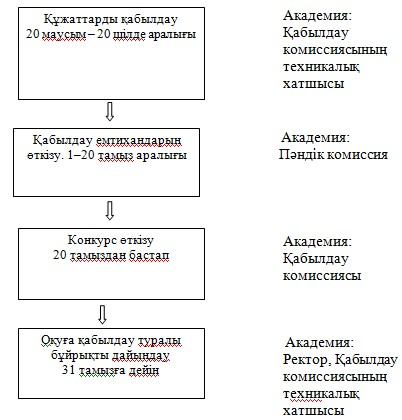 Құжаттарды қабылдау
20 маусым – 20 шілде аралығы
Академия:
Қабылдау
комиссиясының
техникалық
хатшысы
Қабылдау емтихандарын
өткізу. 1–20 тамыз аралығы
Академия:
Пәндік комиссия
Конкурс өткізу
20 тамыздан бастап
Академия:
Қабылдау
комиссиясы
Оқуға қабылдау туралы
бұйрықты дайындау
31 тамызға дейін
Академия:
Ректор, Қабылдау
комиссиясының
техникалық
хатшысы